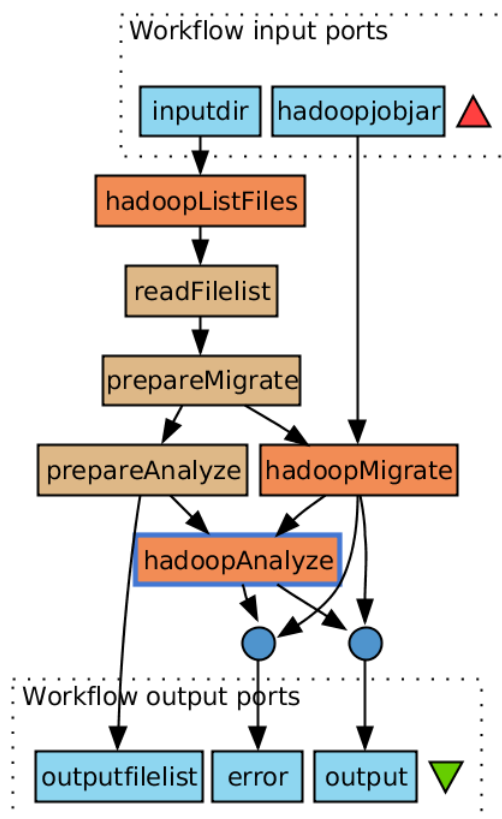 Workflow input ports
inputdir
hadoopjobjar
hadoopListFiles
readFilelist
prepareMigrate
prepareAnalyze
hadoopMigrate
hadoopAnalyze
Workflow output ports
outputfilelist
error
output